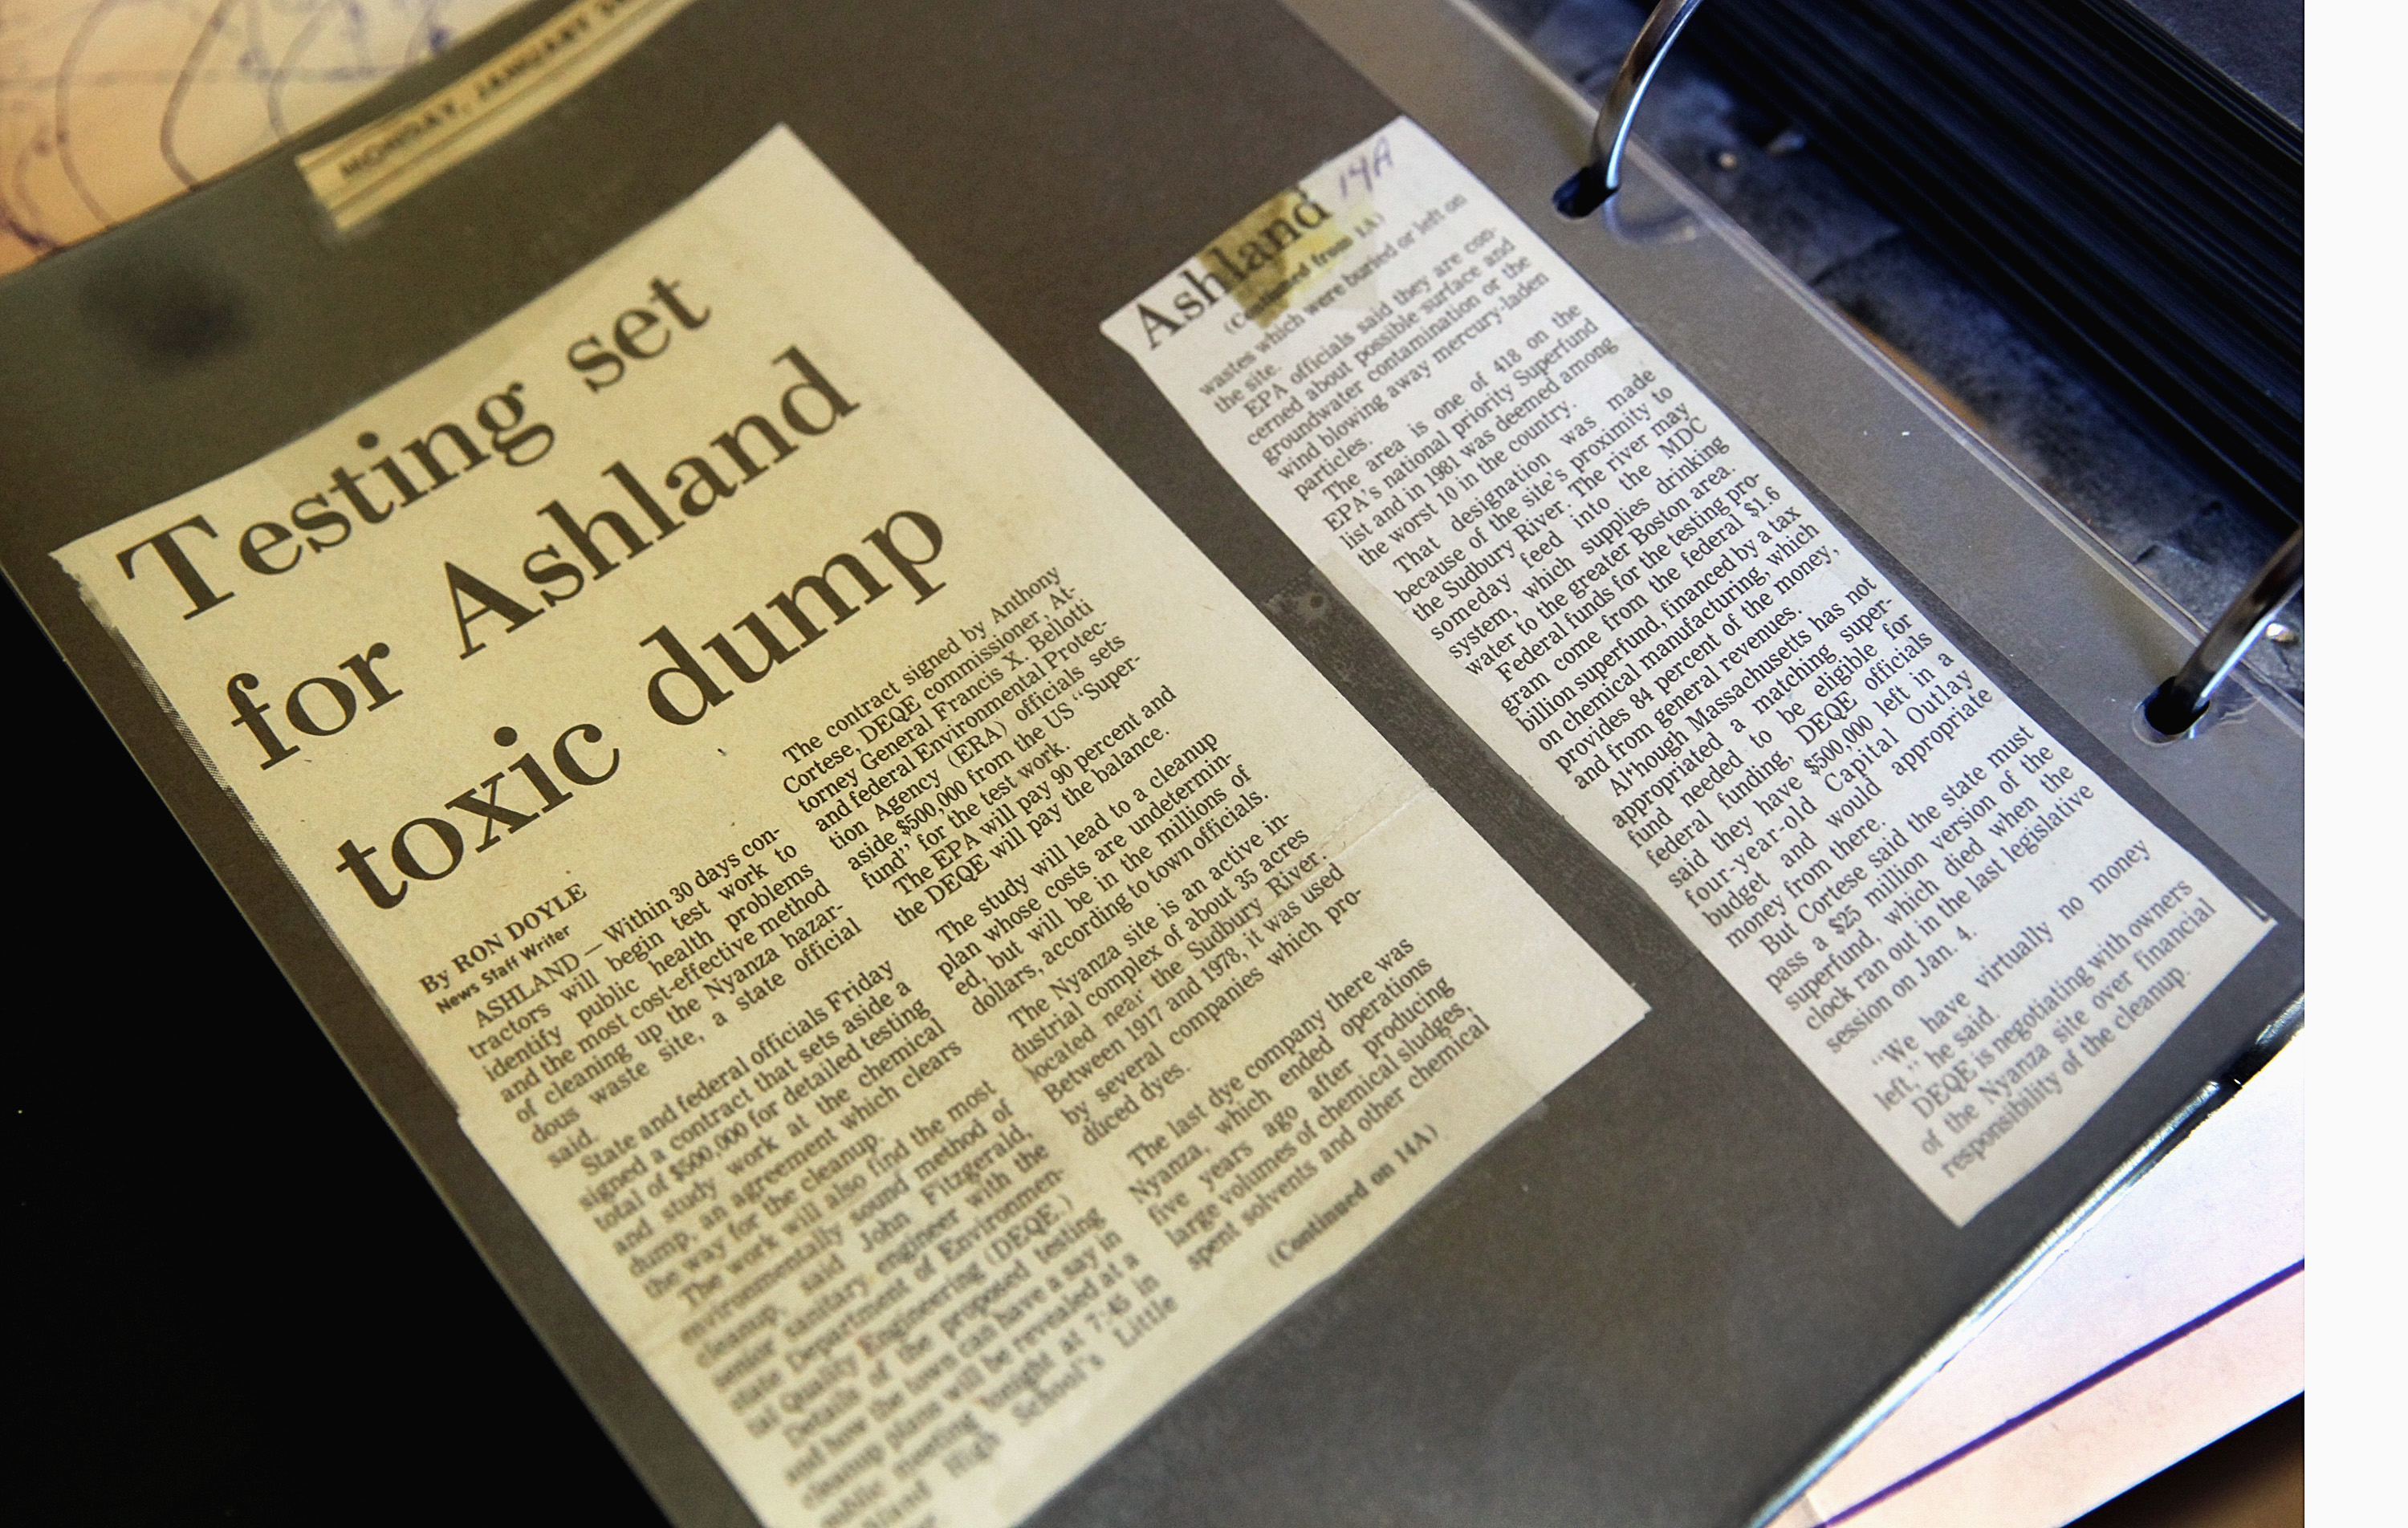 MONDAY, JANUARY
Testing set
for Ashland
toxic dump
By RON DOYLE
News Staff Writer
ASHLAND — Within 30 days con-
tractors will begin test work to
identify public health problems
and the most cost-effective method
of cleaning up the Nyanza hazar-
dous waste site, a state official
said.
State and federal officials Friday
signed a contract that sets aside a
total of $500,000 for detailed testing
and study work at the chemical
dump, an agreement which clears
the way for the cleanup.
The work will also find the most
environmentally sound method of
cleanup, said John Fitzgerald,
senior sanitary engineer with the
state Department of Environmen-
tal Quality Engineering (DEQE.)
Details of the proposed testing
and how the town can have a say in
cleanup plans will be revealed at a
public meeting tonight at 7:45 in
High School's Little
The contract signed by Anthony
Cortese, DEQE commissioner, At-
torney General Francis X. Bellotti
and federal Environmental Protec-
tion Agency (ERA) officials sets
aside $500,000 from the US "Super-
fund" for the test work.
The EPA will pay 90 percent and
the DEQE will pay the balance.
The study will lead to a cleanup
plan whose costs are undetermin-
ed, but will be in the millions of
dollars, according to town officials.
The Nyanza site is an active in-
dustrial complex of about 35 acres
located near the Sudbury River.
Between 1917 and 1978, it was used
by several companies which pro-
duced dyes.
The last dye company there was
Nyanza, which ended operations
five years ago after producing
large volumes of chemical sludges,
spent solvents and other chemical
(Continued on 14A)
14A
Ashland
(Continued from 1A)
wastes which were buried or left on
the site.
EPA officials said they are con-
cerned about possible surface and
groundwater contamination or the
wind blowing away mercury-laden
particles.
The area is one of 418 on the
EPA's national priority Superfund
list and in 1981 was deemed among
the worst 10 in the country.
That designation was made
because of the site's proximity to
the Sudbury River. The river may
someday feed into the MDC
system, which supplies drinking
water to the greater Boston area.
Federal funds for the testing pro-
gram come from the federal $1.6
billion superfund, financed by a tax
on chemical manufacturing, which
provides 84 percent of the money,
and from general revenues.
Although Massachusetts has not
appropriated a matching super-
fund needed to be eligible for
federal funding, DEQE officials
said they have $500,000 left in a
four-year-old Capital Outlay
budget and would appropriate
money from there.
But Cortese said the state must
pass a $25 million version of the
superfund, which died when the
clock ran out in the last legislative
session on Jan. 4.
"We have virtually no money
left," he said.
DEQE is negotiating with owners
of the Nyanza site over financial
responsibility of the cleanup.